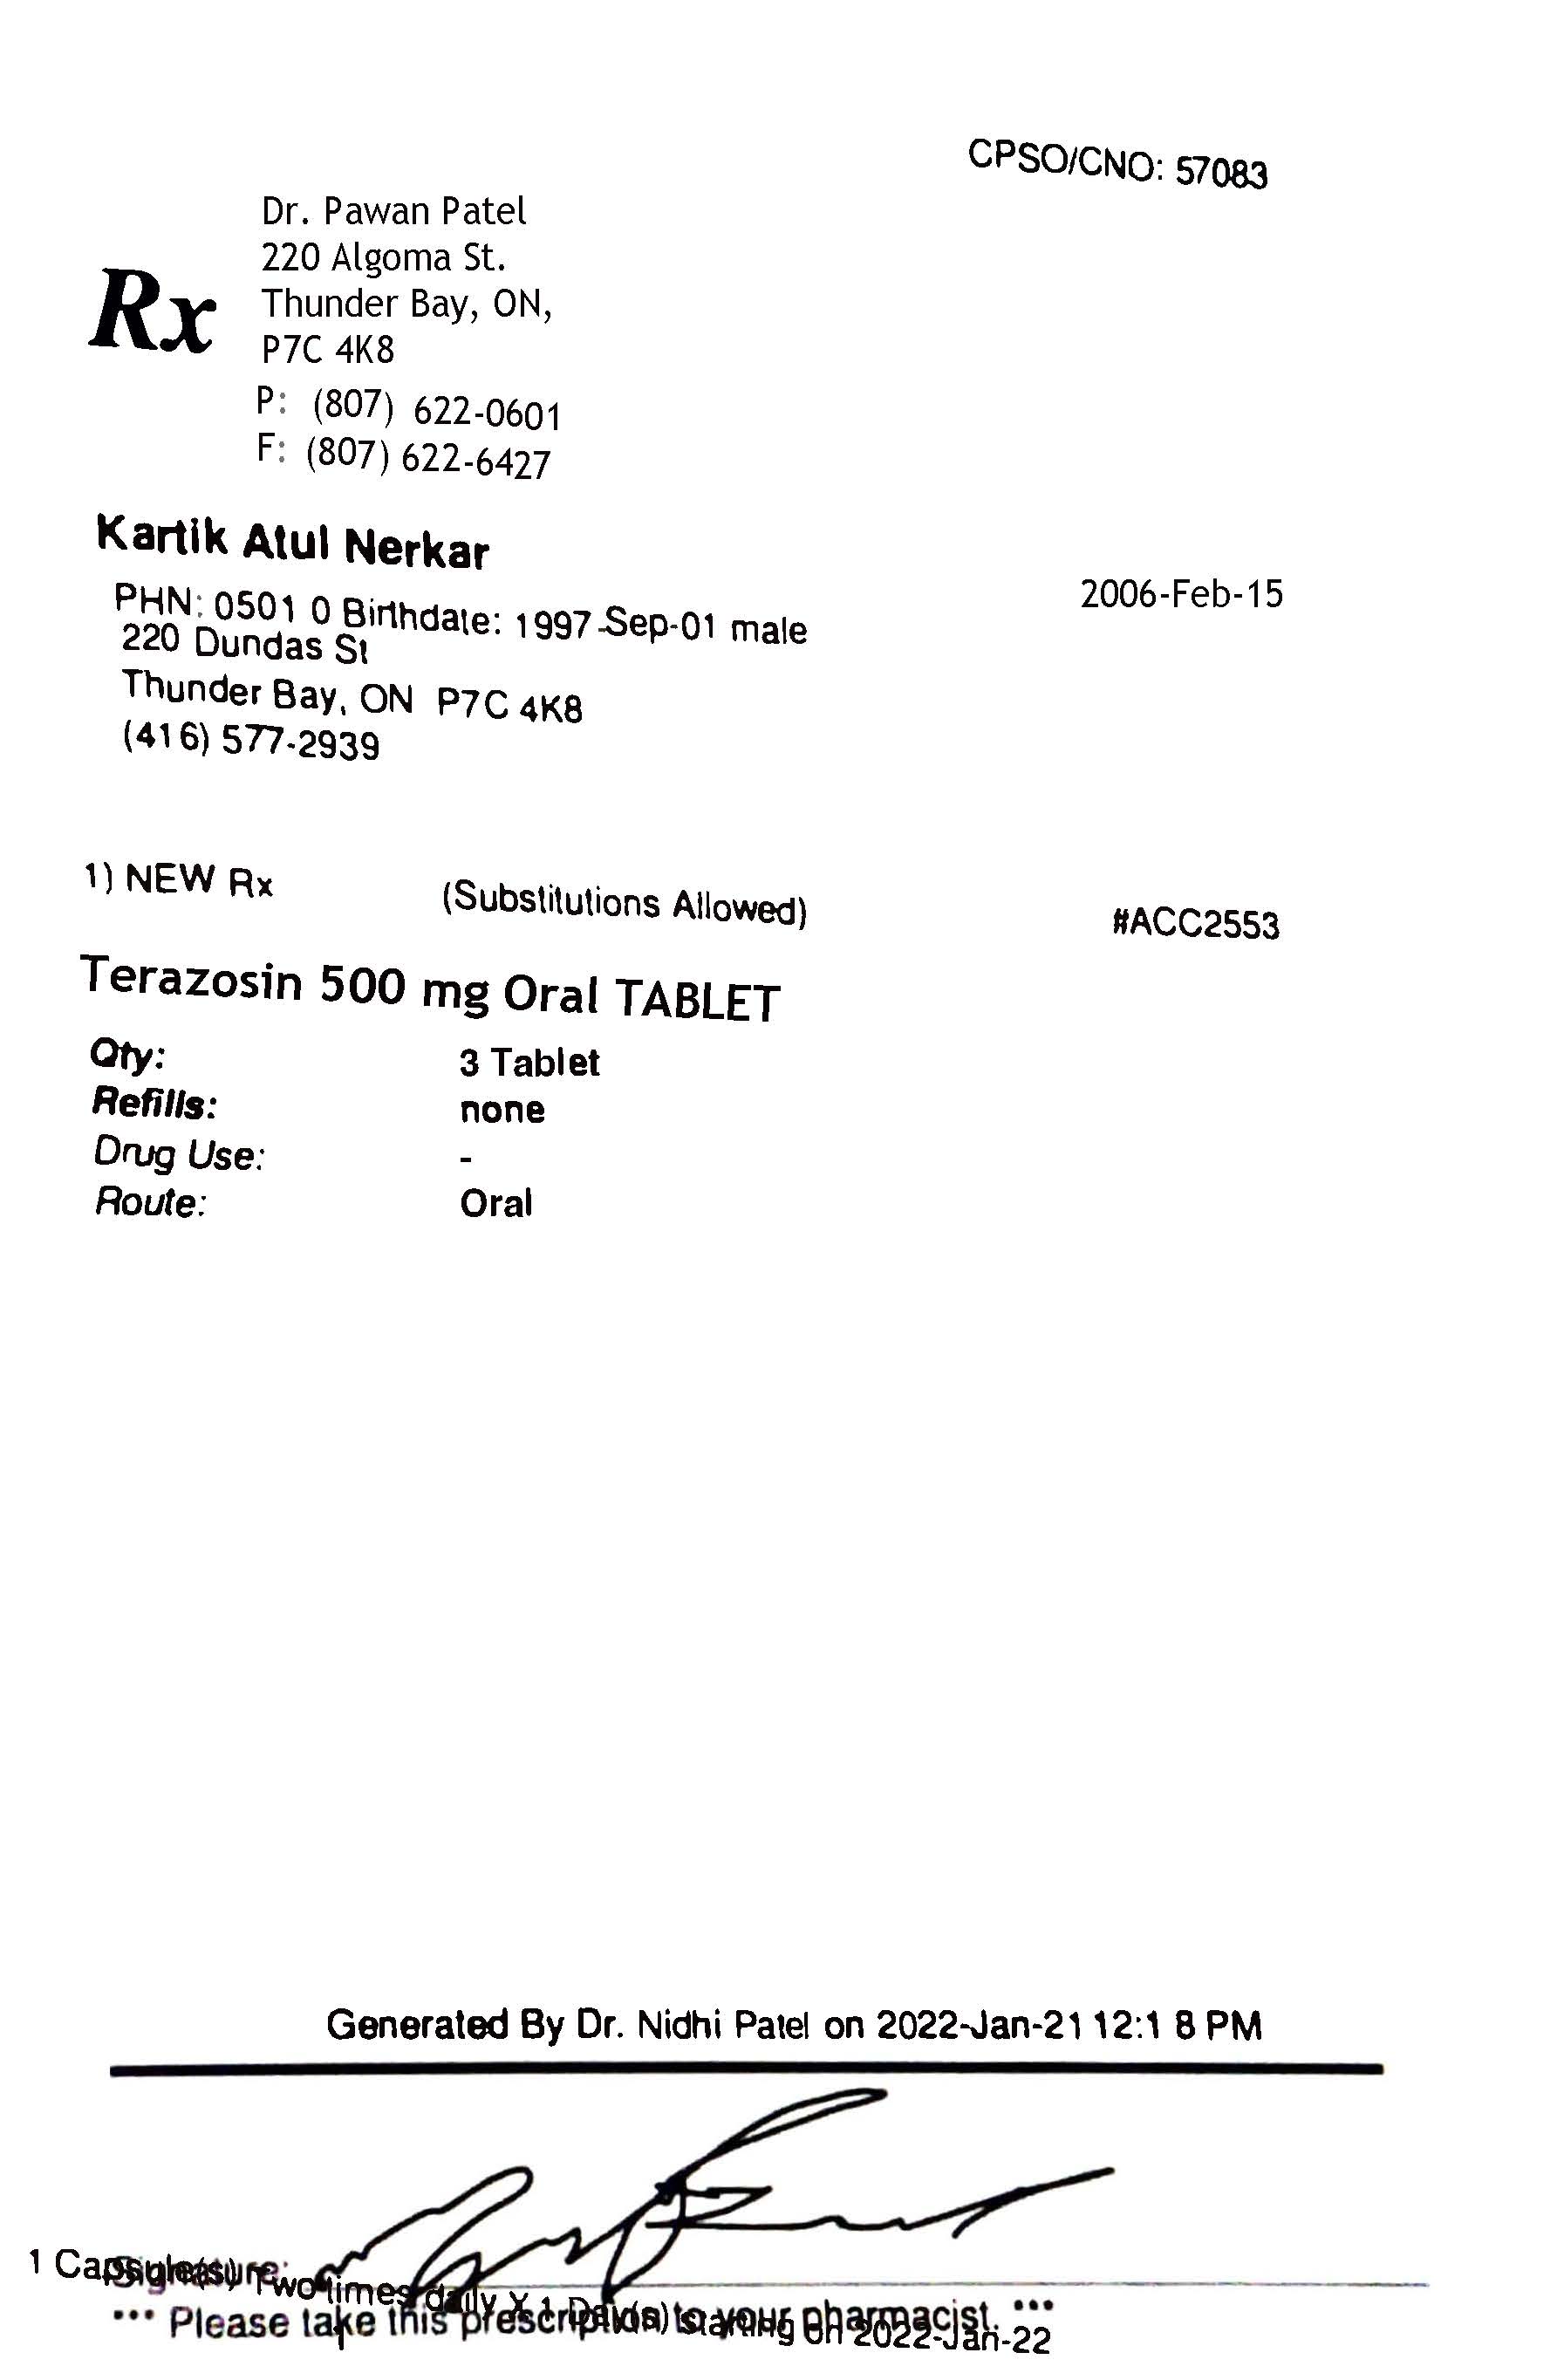 CPSO/CNO: 57083
Dr. Pawan Patel
220 Algoma St.
Rx
Thunder Bay, ON,
P7C 4K8
P: (807) 622-0601
F: (807) 622-6427
Kartik Atul Nerkar
2006-Feb-15
PHN: 0501 0 Birthdate: 1997-Sep-01 male
220 Dundas St
Thunder Bay, ON P7C 4K8
(416) 577-2939
1) NEW Rx (Substitutions Allowed) #ACC2553
Terazosin 500 mg Oral TABLET
Qty: 3 Tablet
Refills: none
Drug Use: -
Route: Oral
Generated By Dr. Nidhi Patel on 2022-Jan-21 12:1 8 PM
Signature:
1 Capsule(s) Two times daily X 1 Day(s) starting on 2022-Jan-22
*** Please take this prescription to your pharmacist. ***